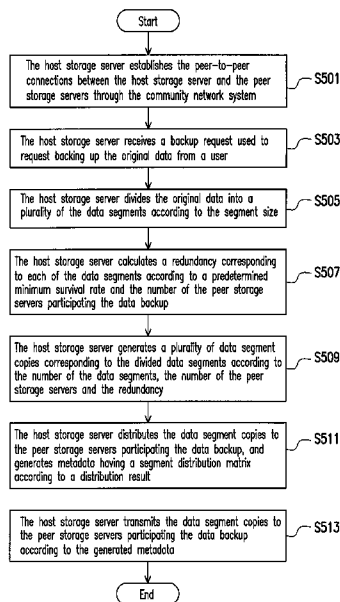 Start
The host storage server establishes the peer-to-peer
connections between the host storage server and the peer
storage servers through the community network system
S501
The host storage server receives a backup request used to
request backing up the original data from a user
S503
The host storage server divides the original data into a
plurality of the data segments according to the segment size
S505
The host storage server calculates a redundancy corresponding
to each of the data segments according to a predetermined
minimum survival rate and the number of the peer storage
servers participating the data backup
S507
The host storage server generates a plurality of data segment
copies corresponding to the divided data segments according to
the number of the data segments, the number of the peer
storage servers and the redundancy
S509
The host storage server distributes the data segment copies to
the peer storage servers participating the data backup, and
generates metadata having a segment distribution matrix
according to a distribution result
S511
The host storage server transmits the data segment copies to
the peer storage servers participating the data backup
according to the generated metadata
S513
End